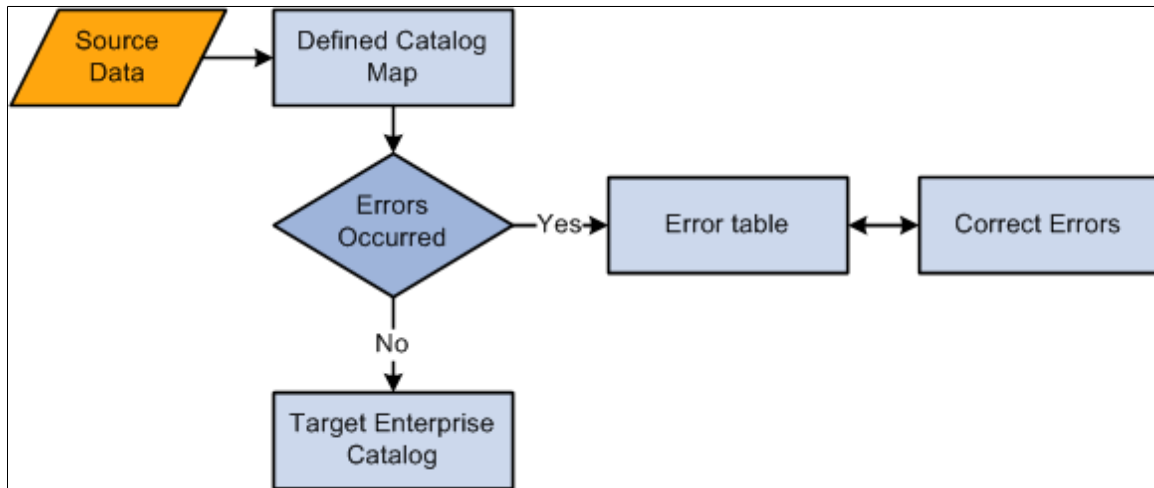 Source
Data
Defined Catalog
Map
Errors
Occurred
Yes
Error table
Correct Errors
No
Target Enterprise
Catalog